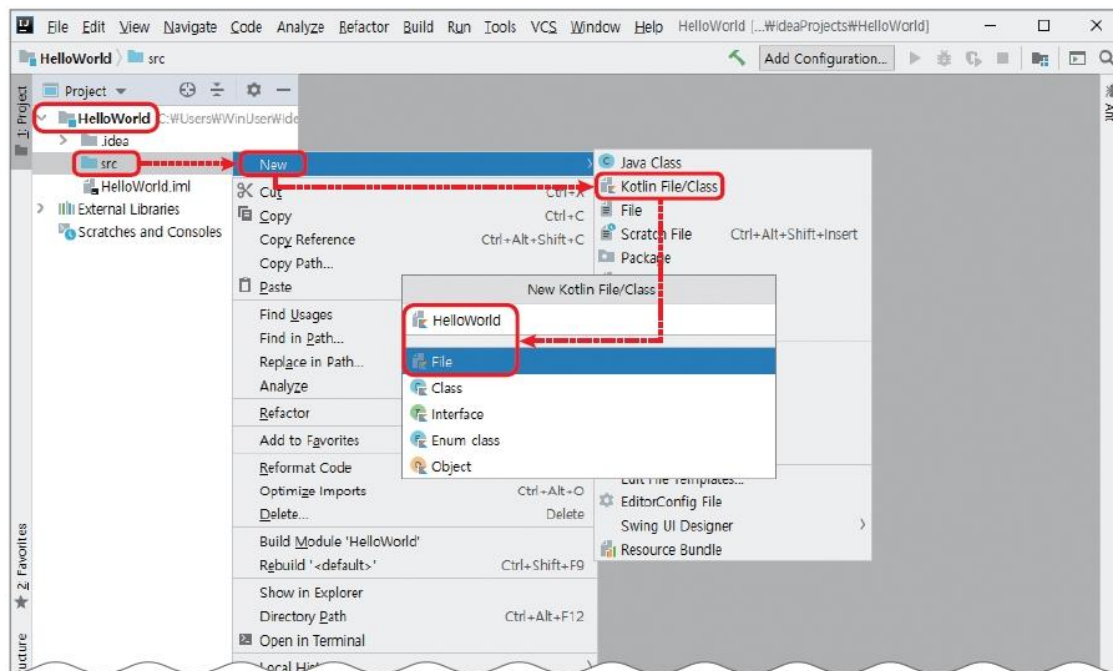 File Edit View Navigate Code Analyze Refactor Build Run Tools VCS Window Help HelloWorld [...₩IdeaProjects₩HelloWorld]
HelloWorld src
Add Configuration...
1: Project
Project
HelloWorld C:₩Users₩WinUser₩Ide
.idea
src
HelloWorld.iml
External Libraries
Scratches and Consoles
New
Cut Ctrl+X
Copy Ctrl+C
Copy Reference Ctrl+Alt+Shift+C
Copy Path...
Paste
Find Usages
Find in Path...
Replace in Path...
Analyze
Refactor
Add to Favorites
Reformat Code
Optimize Imports Ctrl+Alt+O
Delete... Delete
Build Module 'HelloWorld'
Rebuild '<default>' Ctrl+Shift+F9
Show in Explorer
Directory Path Ctrl+Alt+F12
Open in Terminal
Local Hist
Java Class
Kotlin File/Class
File
Scratch File Ctrl+Alt+Shift+Insert
Package
New Kotlin File/Class
HelloWorld
File
Class
Interface
Enum class
Object
Edit File Templates...
EditorConfig File
Swing UI Designer
Resource Bundle
2: Favorites
ucture